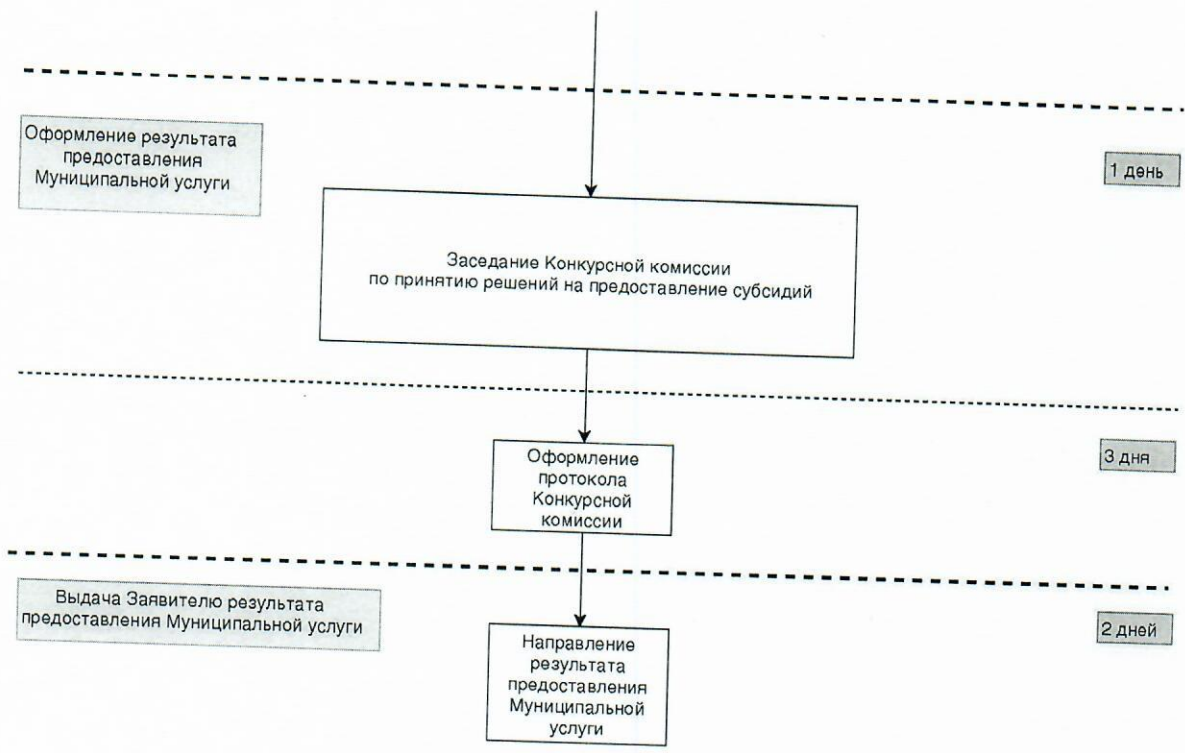 Оформление результата
предоставления
Муниципальной услуги
1 день
Заседание Конкурсной комиссии
по принятию решений на предоставление субсидий
3 дня
Оформление
протокола
Конкурсной
комиссии
Выдача Заявителю результата
предоставления Муниципальной услуги
2 дней
Направление
результата
предоставления
Муниципальной
услуги